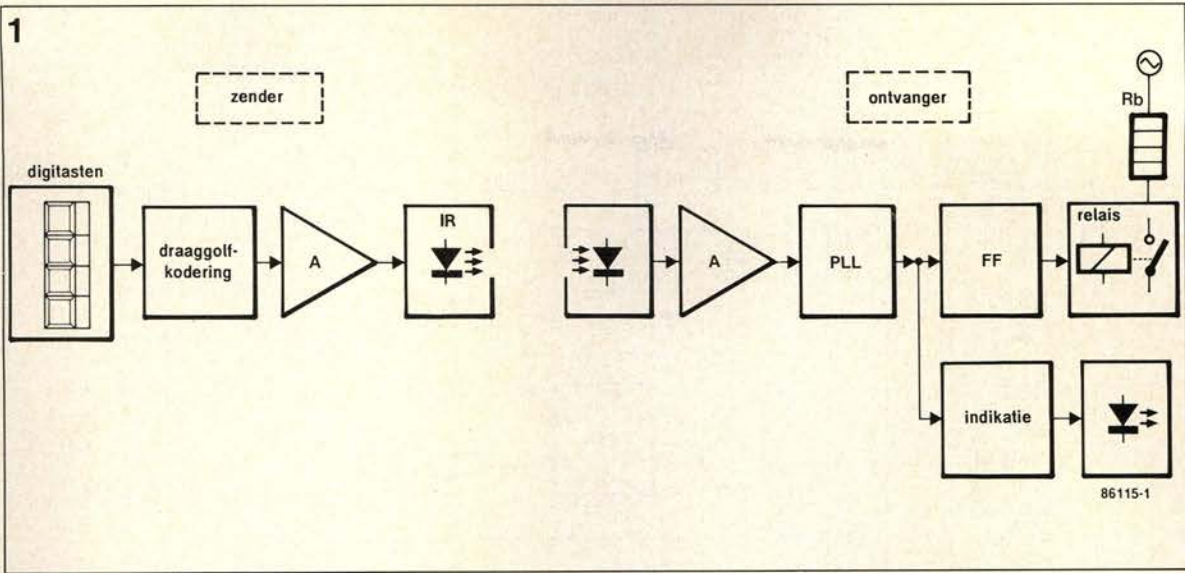 1
zender
ontvanger
Rb
digitasten
draaggolf-
kodering
A
IR
A
PLL
FF
relais
indikatie
86115-1